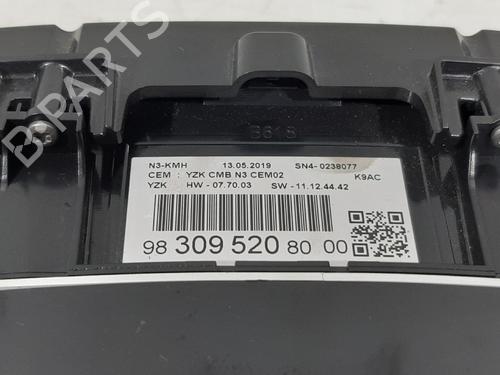 B618
N3-KMH 13.05.2019 SN4-0238077
CEM : YZK CMB N3 CEM02 K9AC
YZK HW - 07.70.03 SW - 11.12.44.42
98 309 520 80 00
B-PARTS